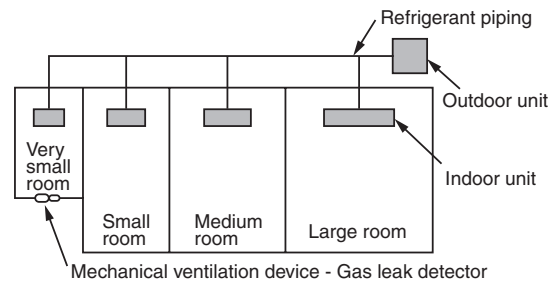 Refrigerant piping
Outdoor unit
Indoor unit
Very
small
room
Small
room
Medium
room
Large room
Mechanical ventilation device - Gas leak detector